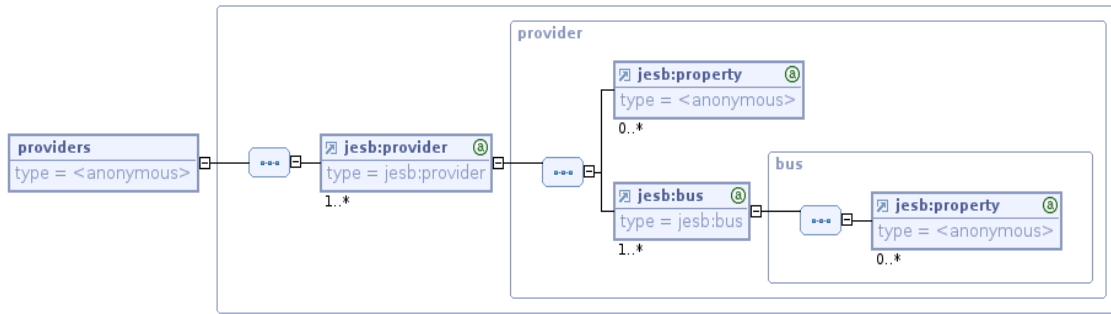 provider
jesb:property
a
type = <anonymous>
0..*
providers
type = <anonymous>
jesb:provider
a
type = jesb:provider
1..*
bus
jesb:bus
a
type = jesb:bus
1..*
jesb:property
a
type = <anonymous>
0..*